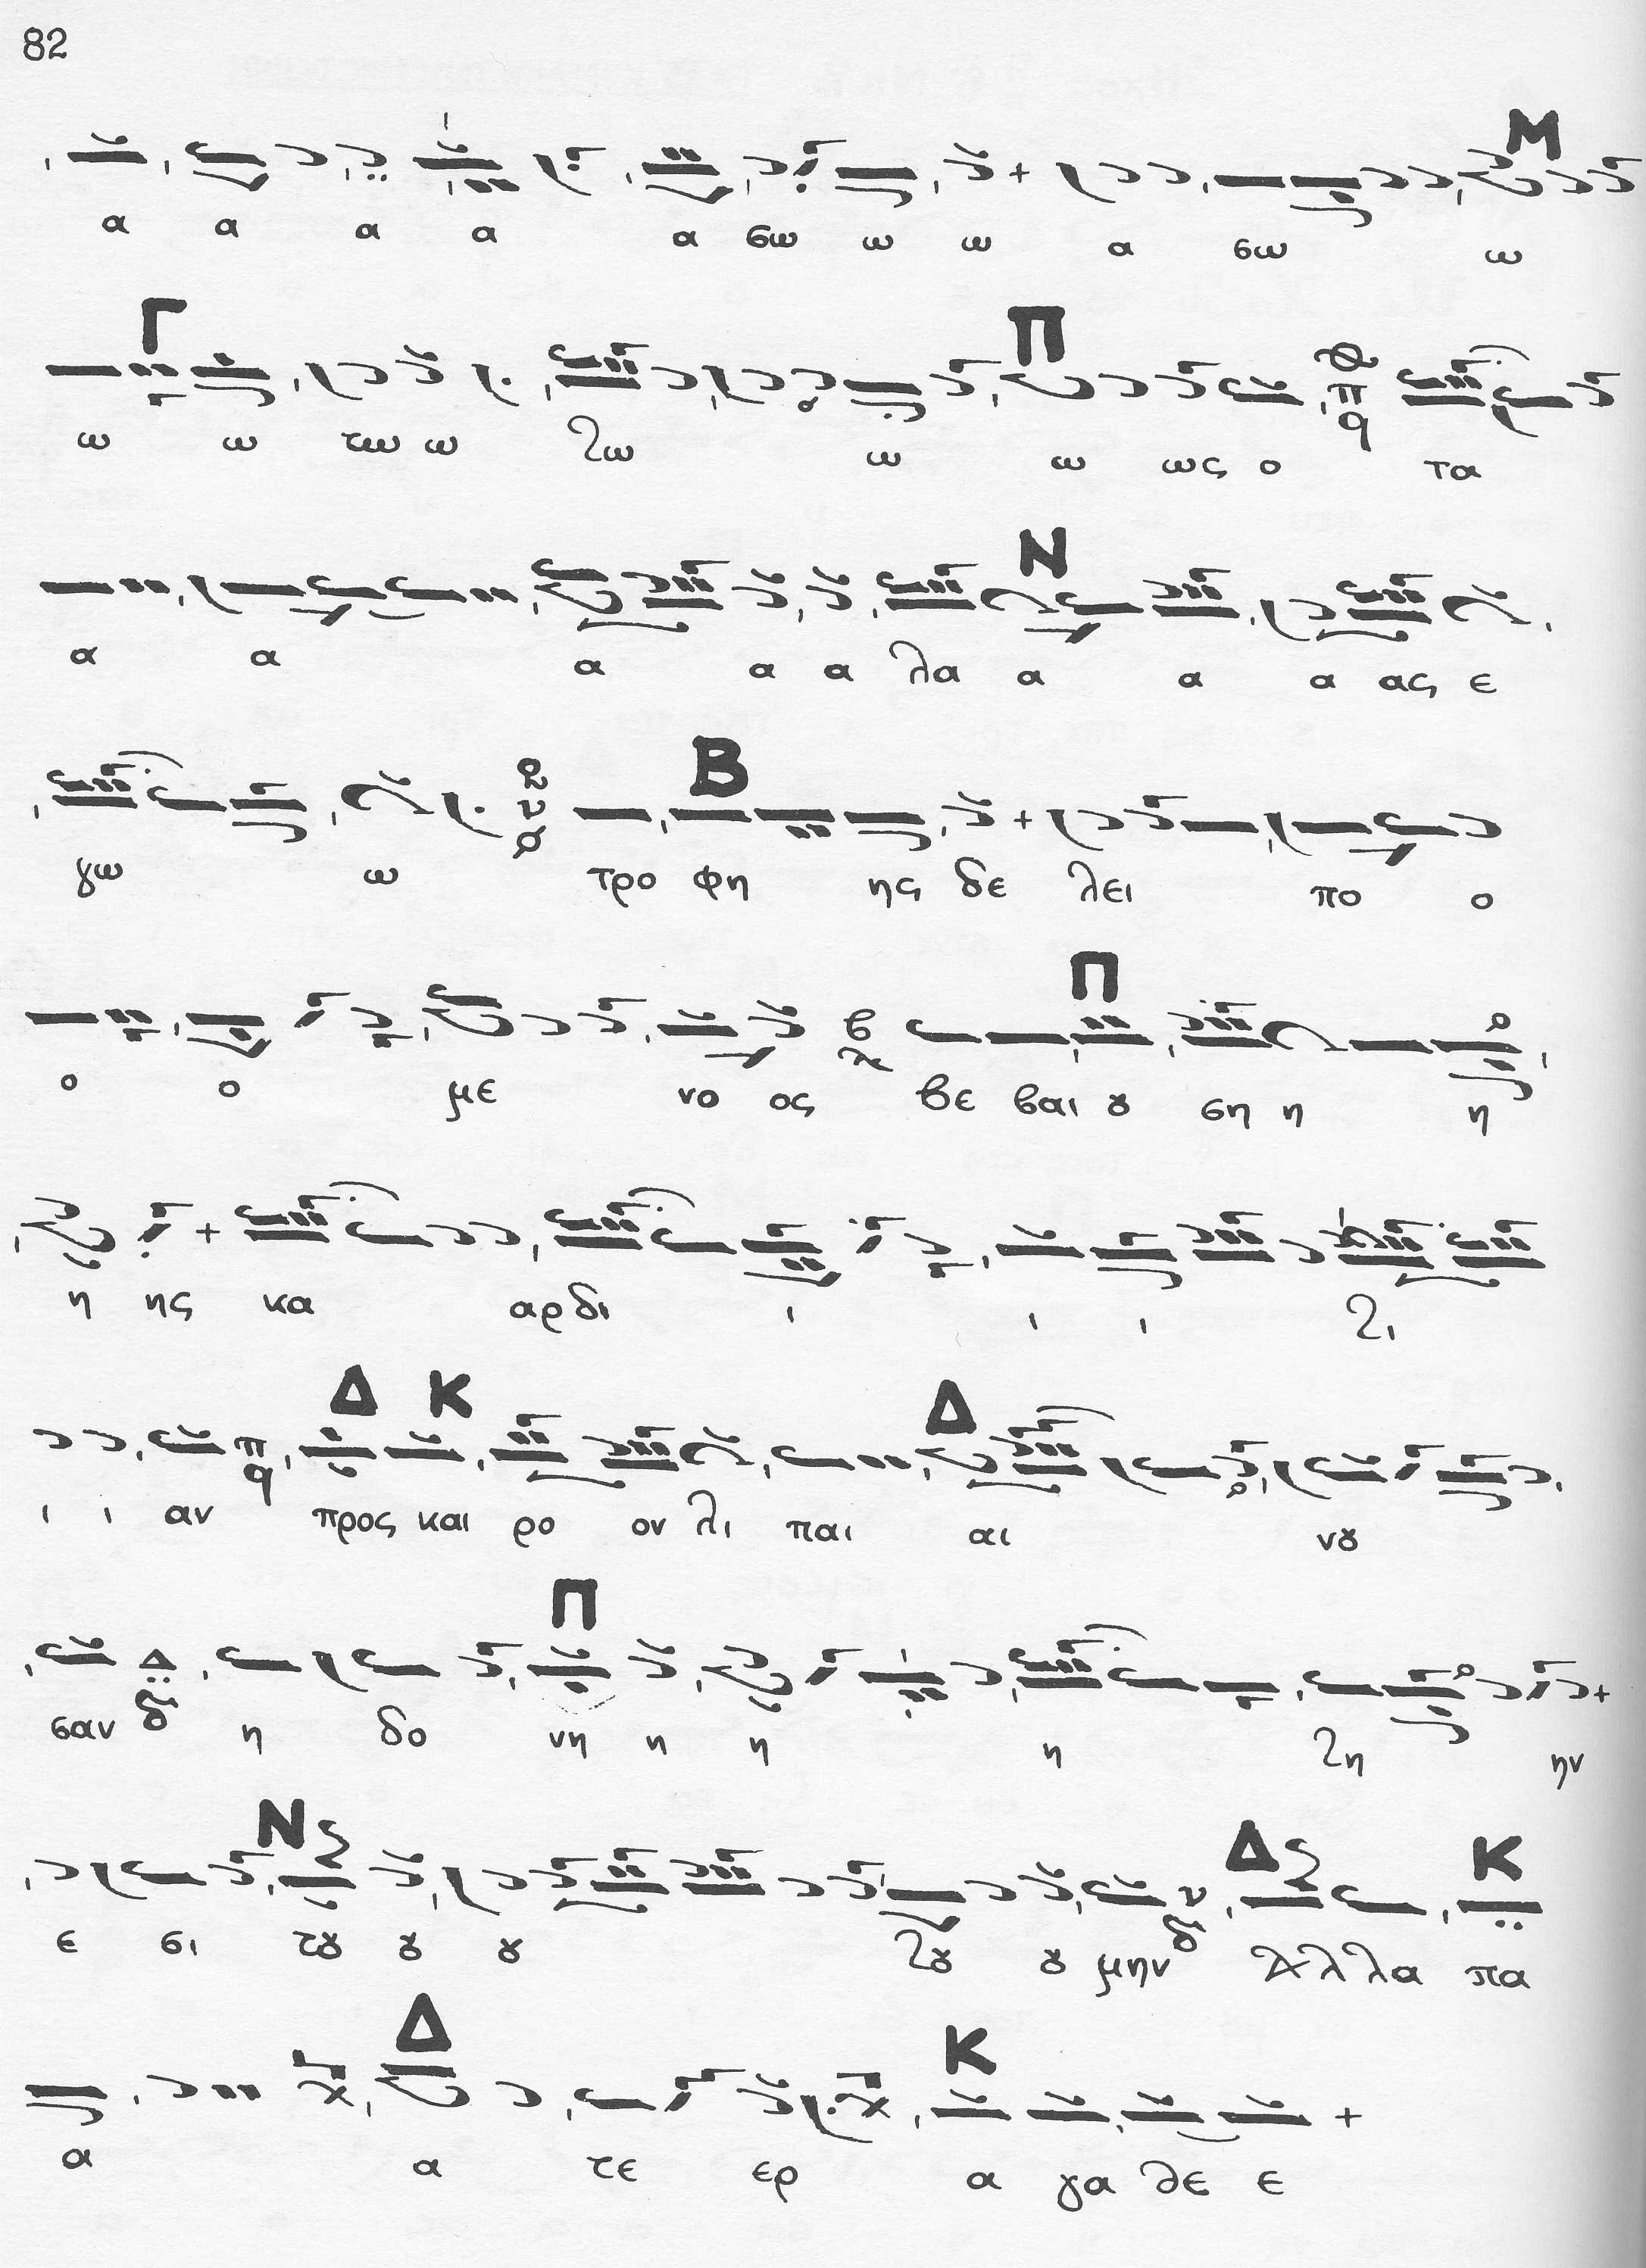 82
Μ
α α α α α σω ω ω α σω ω
Γ Π
ω ω τω ω ζω ω ω ως ο τα
Ν
α α α α α λα α α α ας ε
Β
γω ω τρο φη ης δε λει πο ο
Π
ο ο με νο ος βε βαι ȣ ση η η
η ης κα αρδι ι ι ι ζι
Δ Κ Δ
ι ι αν προς και ρο ον λι παι αι νȣ
Π
σαν η δο νη η η η ζη ην
Ν Δ Κ
ε σι τȣ ȣ ȣ ζȣ ȣ μην Αλλα πα
Δ Κ
α α τε ερ α γα θε ε